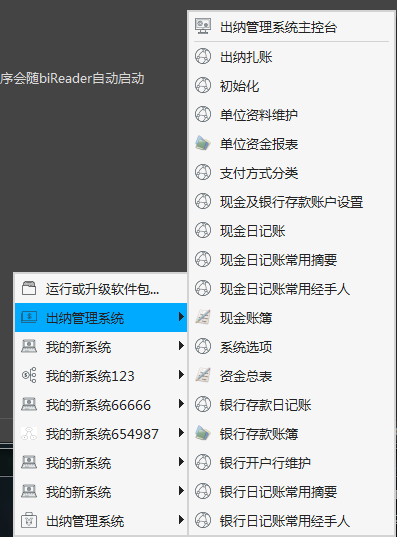 序会随biReader自动启动
运行或升级软件包...
出纳管理系统
我的新系统
我的新系统123
我的新系统66666
我的新系统654987
我的新系统
我的新系统
出纳管理系统
出纳管理系统主控台
出纳扎账
初始化
单位资料维护
单位资金报表
支付方式分类
现金及银行存款账户设置
现金日记账
现金日记账常用摘要
现金日记账常用经手人
现金账簿
系统选项
资金总表
银行存款日记账
银行存款账簿
银行开户行维护
银行日记账常用摘要
银行日记账常用经手人